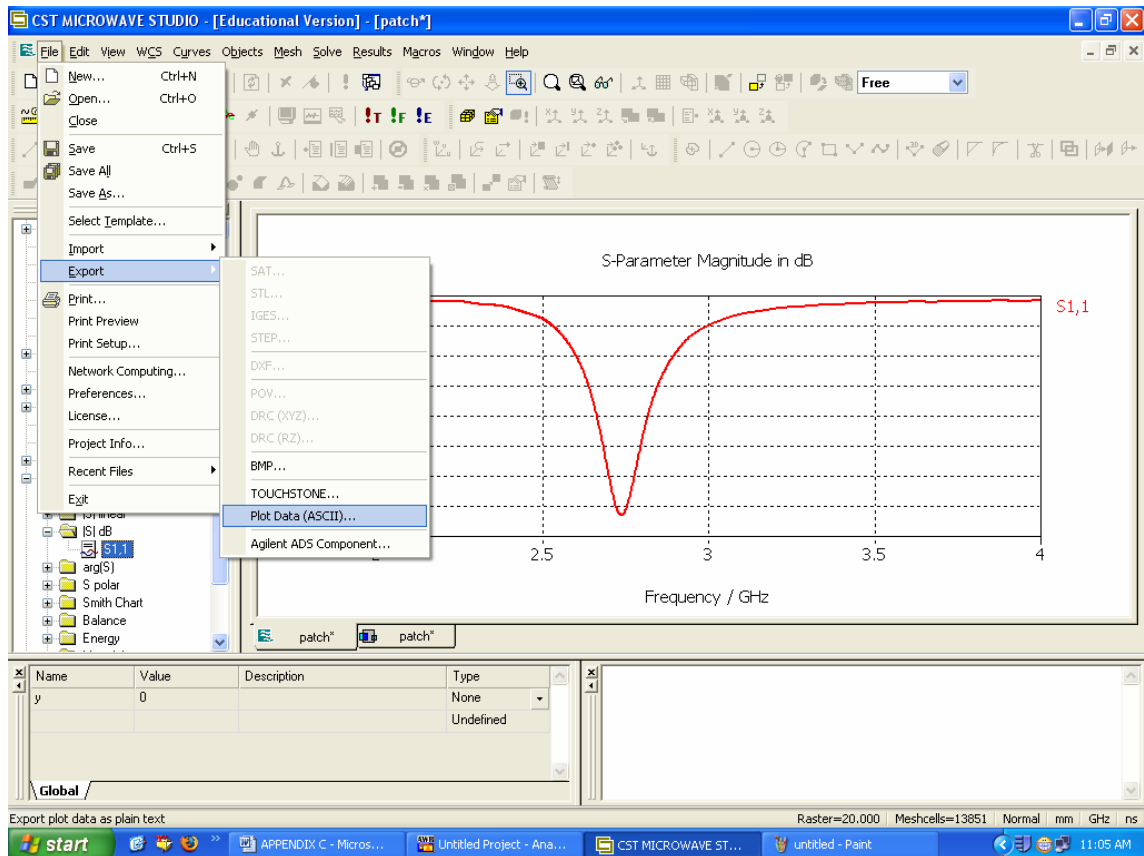 CST MICROWAVE STUDIO - [Educational Version] - [patch*]
File Edit View WCS Curves Objects Mesh Solve Results Macros Window Help
New... Ctrl+N
Open... Ctrl+O
Close
Save Ctrl+S
Save All
Save As...
Select Template...
Import
Export
Print...
Print Preview
Print Setup...
Network Computing...
Preferences...
License...
Project Info...
Recent Files
Exit
Free
SAT...
STL...
IGES...
STEP...
DXF...
POV...
DRC (XYZ)...
DRC (RZ)...
BMP...
TOUCHSTONE...
Plot Data (ASCII)...
Agilent ADS Component...
S-Parameter Magnitude in dB
S1,1
2.5 3 3.5 4
Frequency / GHz
|S| linear
|S| dB
S1,1
arg(S)
S polar
Smith Chart
Balance
Energy
patch* patch*
Name Value Description Type
y 0 None
Undefined
Global
Export plot data as plain text
Raster=20.000 Meshcells=13851 Normal mm GHz ns
start
APPENDIX C - Micros...
Untitled Project - Ana...
CST MICROWAVE ST...
untitled - Paint
11:05 AM